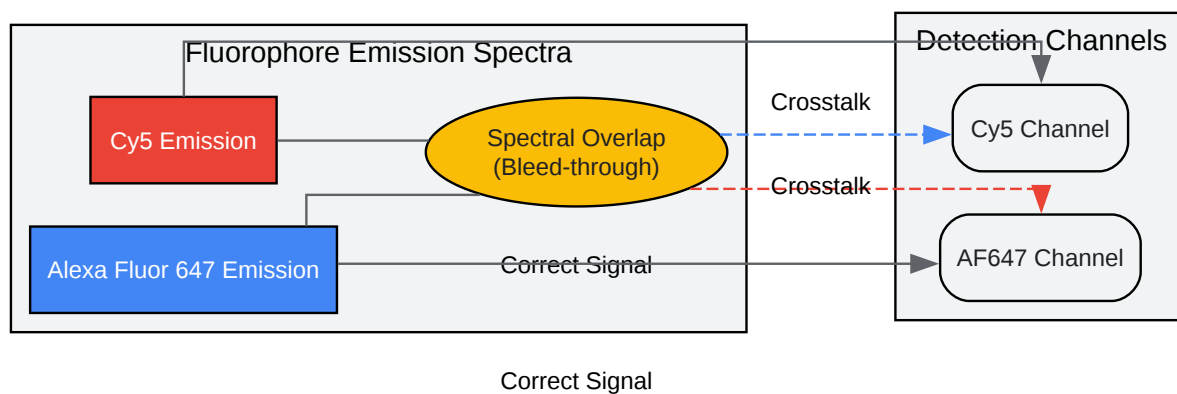 Fluorophore Emission Spectra
Detection Channels
Cy5 Emission
Spectral Overlap
(Bleed-through)
Crosstalk
Cy5 Channel
Crosstalk
Alexa Fluor 647 Emission
Correct Signal
AF647 Channel
Correct Signal